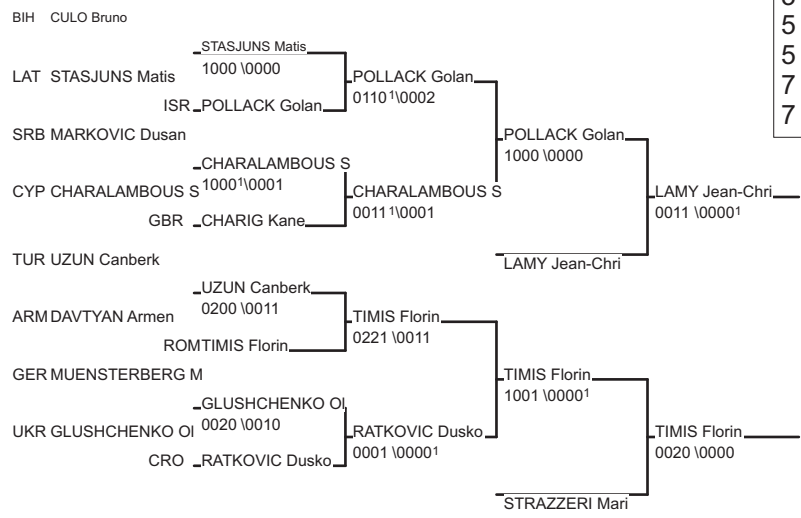 BIH CULO Bruno
5
STASJUNS Matis
1000 \0000
5
LAT STASJUNS Matis
POLLACK Golan
0110¹\0002
7
ISR POLLACK Golan
7
SRB MARKOVIC Dusan
POLLACK Golan
1000 \0000
CHARALAMBOUS S
1000¹\0001
CYP CHARALAMBOUS S
CHARALAMBOUS S
0011¹\0001
LAMY Jean-Chri
0011 \0000¹
GBR CHARIG Kane
TUR UZUN Canberk
LAMY Jean-Chri
UZUN Canberk
0200 \0011
ARM DAVTYAN Armen
TIMIS Florin
0221 \0011
ROM TIMIS Florin
GER MUENSTERBERG M
TIMIS Florin
1001 \0000¹
GLUSHCHENKO Ol
0020 \0010
UKR GLUSHCHENKO Ol
RATKOVIC Dusko
0001 \0000¹
TIMIS Florin
0020 \0000
CRO RATKOVIC Dusko
STRAZZERI Mari